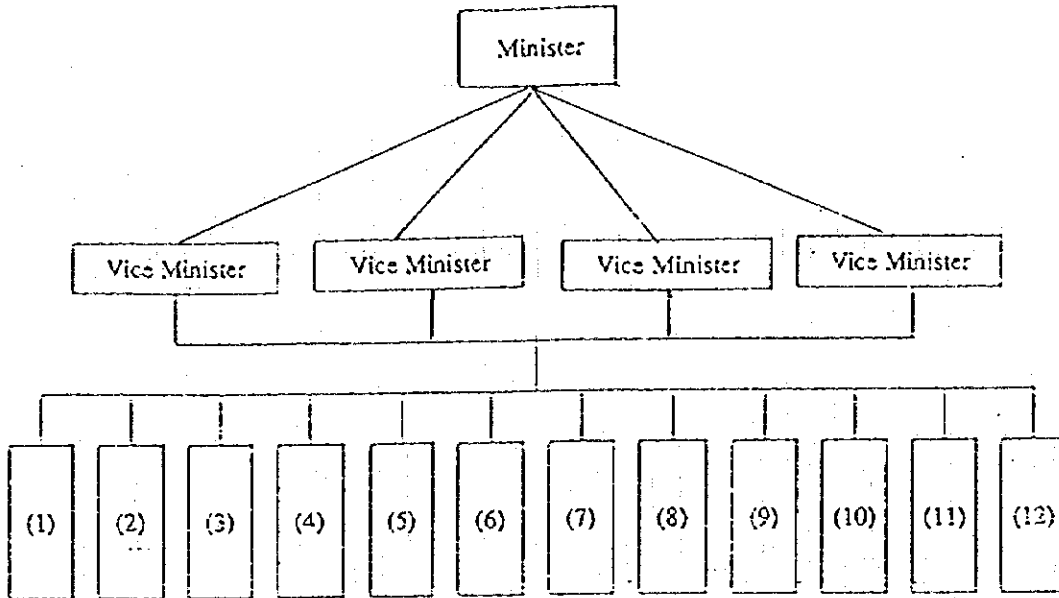 Minister
Vice Minister Vice Minister Vice Minister Vice Minister
(1) (2) (3) (4) (5) (6) (7) (8) (9) (10) (11) (12)